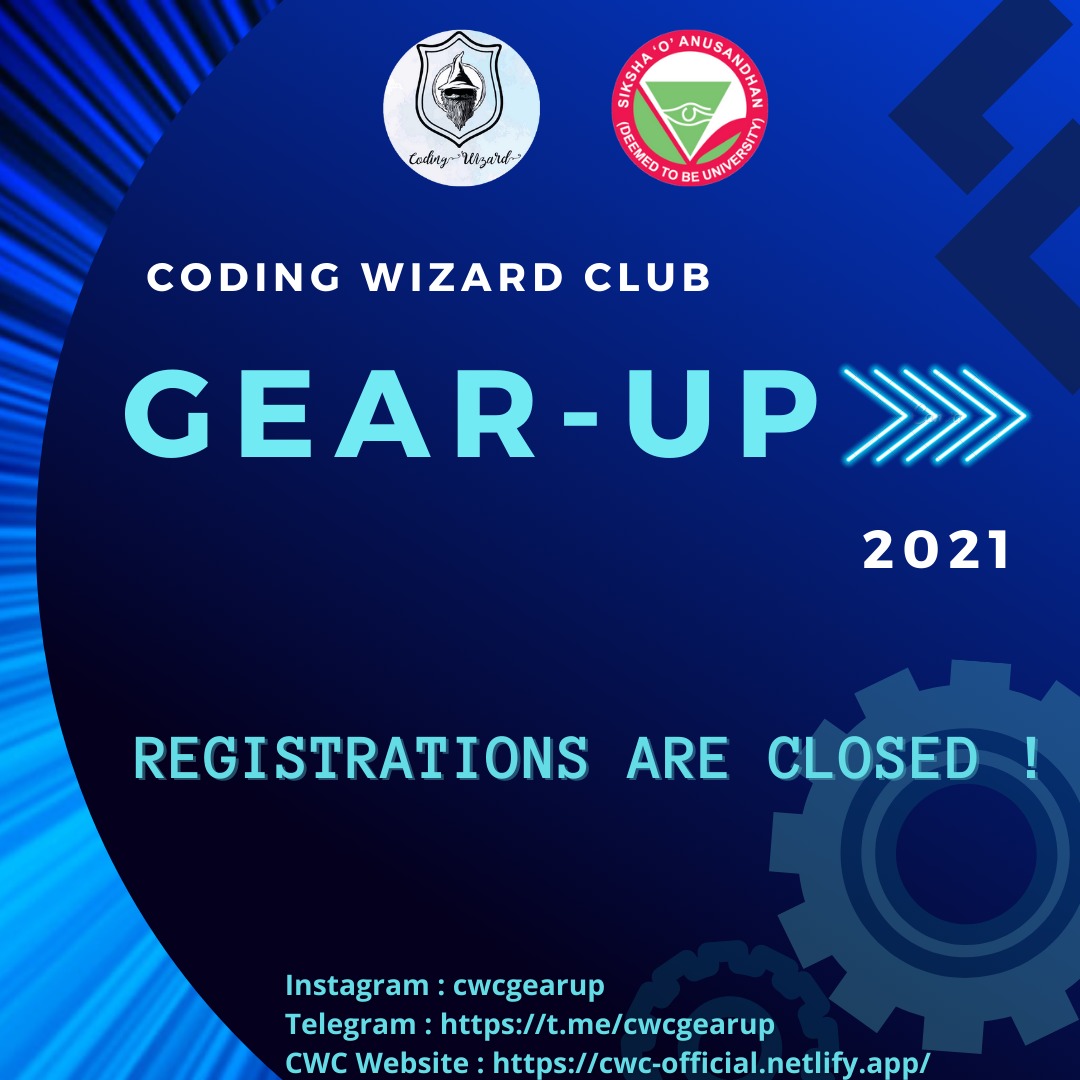 Coding Wizard
SIKSHA 'O' ANUSANDHAN
(DEEMED TO BE UNIVERSITY)
CODING WIZARD CLUB
GEAR-UP
2021
REGISTRATIONS ARE CLOSED !
Instagram : cwcgearup
Telegram : https://t.me/cwcgearup
CWC Website : https://cwc-official.netlify.app/